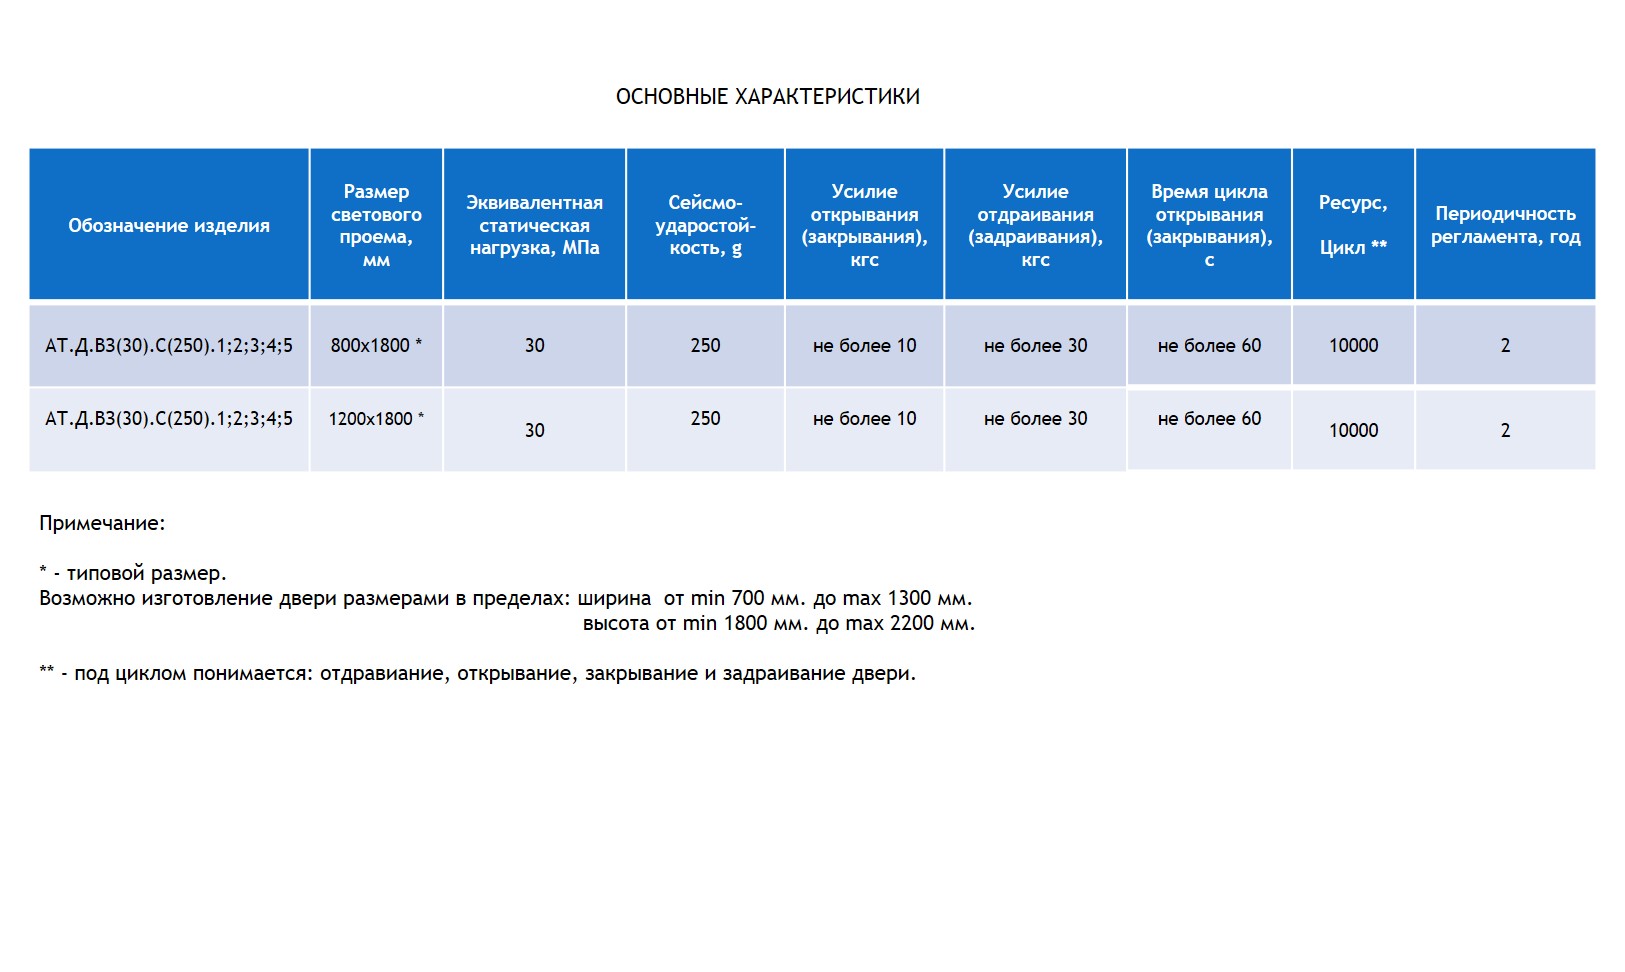 ОСНОВНЫЕ ХАРАКТЕРИСТИКИ
Обозначение изделия
Размер
светового
проема,
мм
Эквивалентная
статическая
нагрузка, МПа
Сейсмо-
ударостой-
кость, g
Усилие
открывания
(закрывания),
кгс
Усилие
отдраивания
(задраивания),
кгс
Время цикла
открывания
(закрывания),
с
Ресурс,
Цикл **
Периодичность
регламента, год
АТ.Д.ВЗ(30).С(250).1;2;3;4;5 800х1800 * 30 250 не более 10 не более 30 не более 60 10000 2
АТ.Д.ВЗ(30).С(250).1;2;3;4;5 1200х1800 * 30 250 не более 10 не более 30 не более 60 10000 2
Примечание:
* - типовой размер.
Возможно изготовление двери размерами в пределах: ширина от min 700 мм. до max 1300 мм.
высота от min 1800 мм. до max 2200 мм.
** - под циклом понимается: отдравиание, открывание, закрывание и задраивание двери.